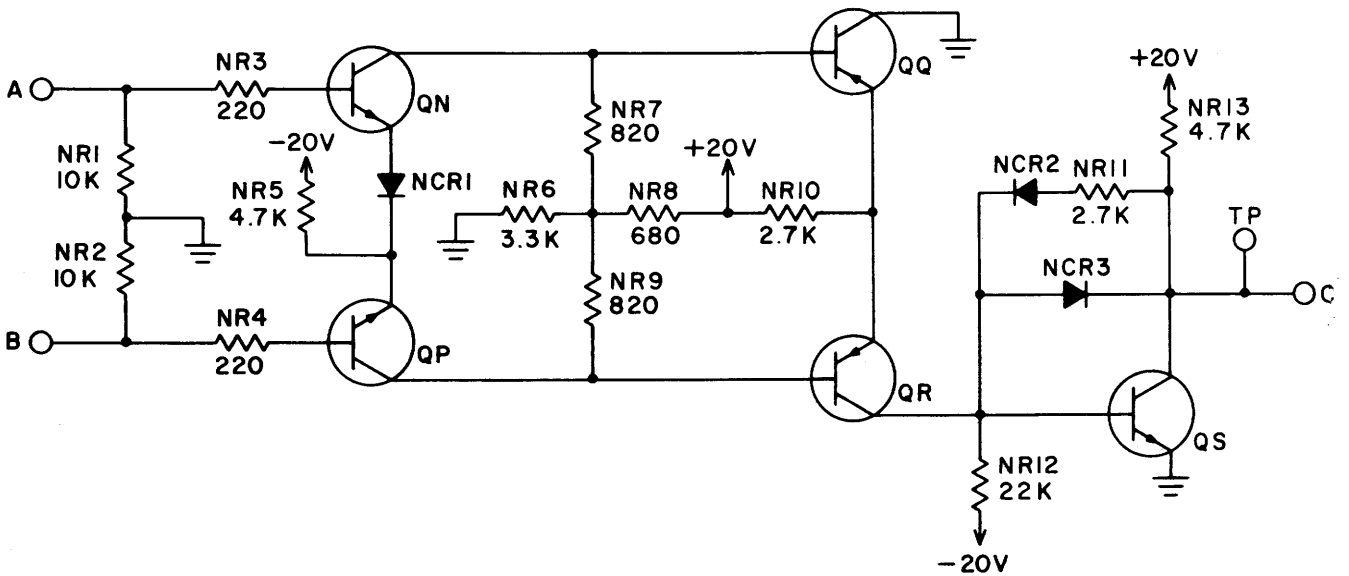 A
NR3
220
QN
NR1
10K
NR2
10K
-20V
NR5
4.7K
NCR1
B
NR4
220
QP
NR6
3.3K
NR7
820
NR8
680
+20V
NR10
2.7K
NR9
820
QQ
QR
NCR2
NR11
2.7K
NCR3
+20V
NR13
4.7K
TP
C
QS
NR12
22K
-20V